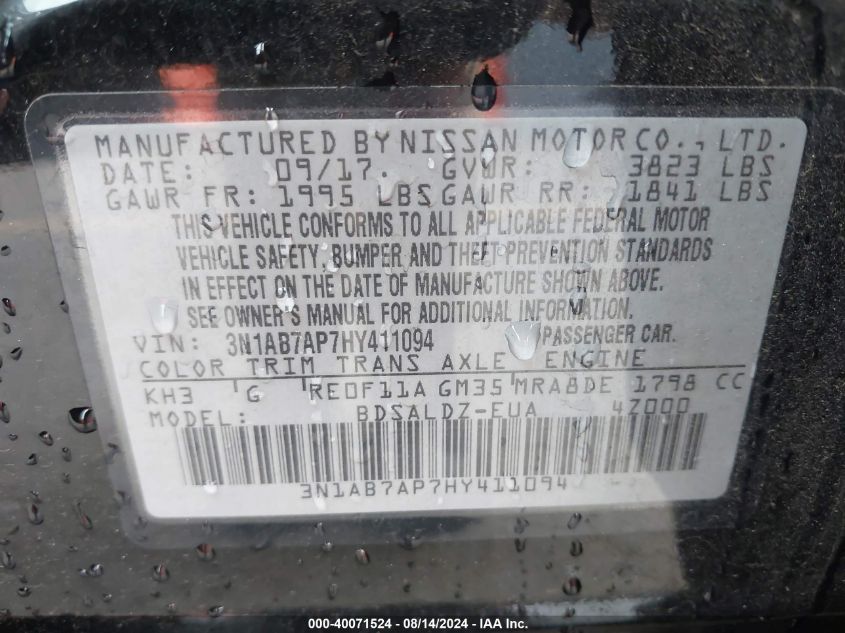 MANUFACTURED BY NISSAN MOTOR CO., LTD.
DATE: 09/17. GVWR: 3823 LBS
GAWR FR: 1995 LBS GAWR RR: 1841 LBS
THIS VEHICLE CONFORMS TO ALL APPLICABLE FEDERAL MOTOR
VEHICLE SAFETY, BUMPER AND THEFT PREVENTION STANDARDS
IN EFFECT ON THE DATE OF MANUFACTURE SHOWN ABOVE.
SEE OWNER'S MANUAL FOR ADDITIONAL INFORMATION.
VIN: 3N1AB7AP7HY411094 PASSENGER CAR.
COLOR TRIM TRANS AXLE ENGINE
KH3 G RE0F11A GM35 MRA8DE 1798 CC
MODEL: BDSALDZ-EUA 4Z000
3N1AB7AP7HY411094
000-40071524 - 08/14/2024 - IAA Inc.